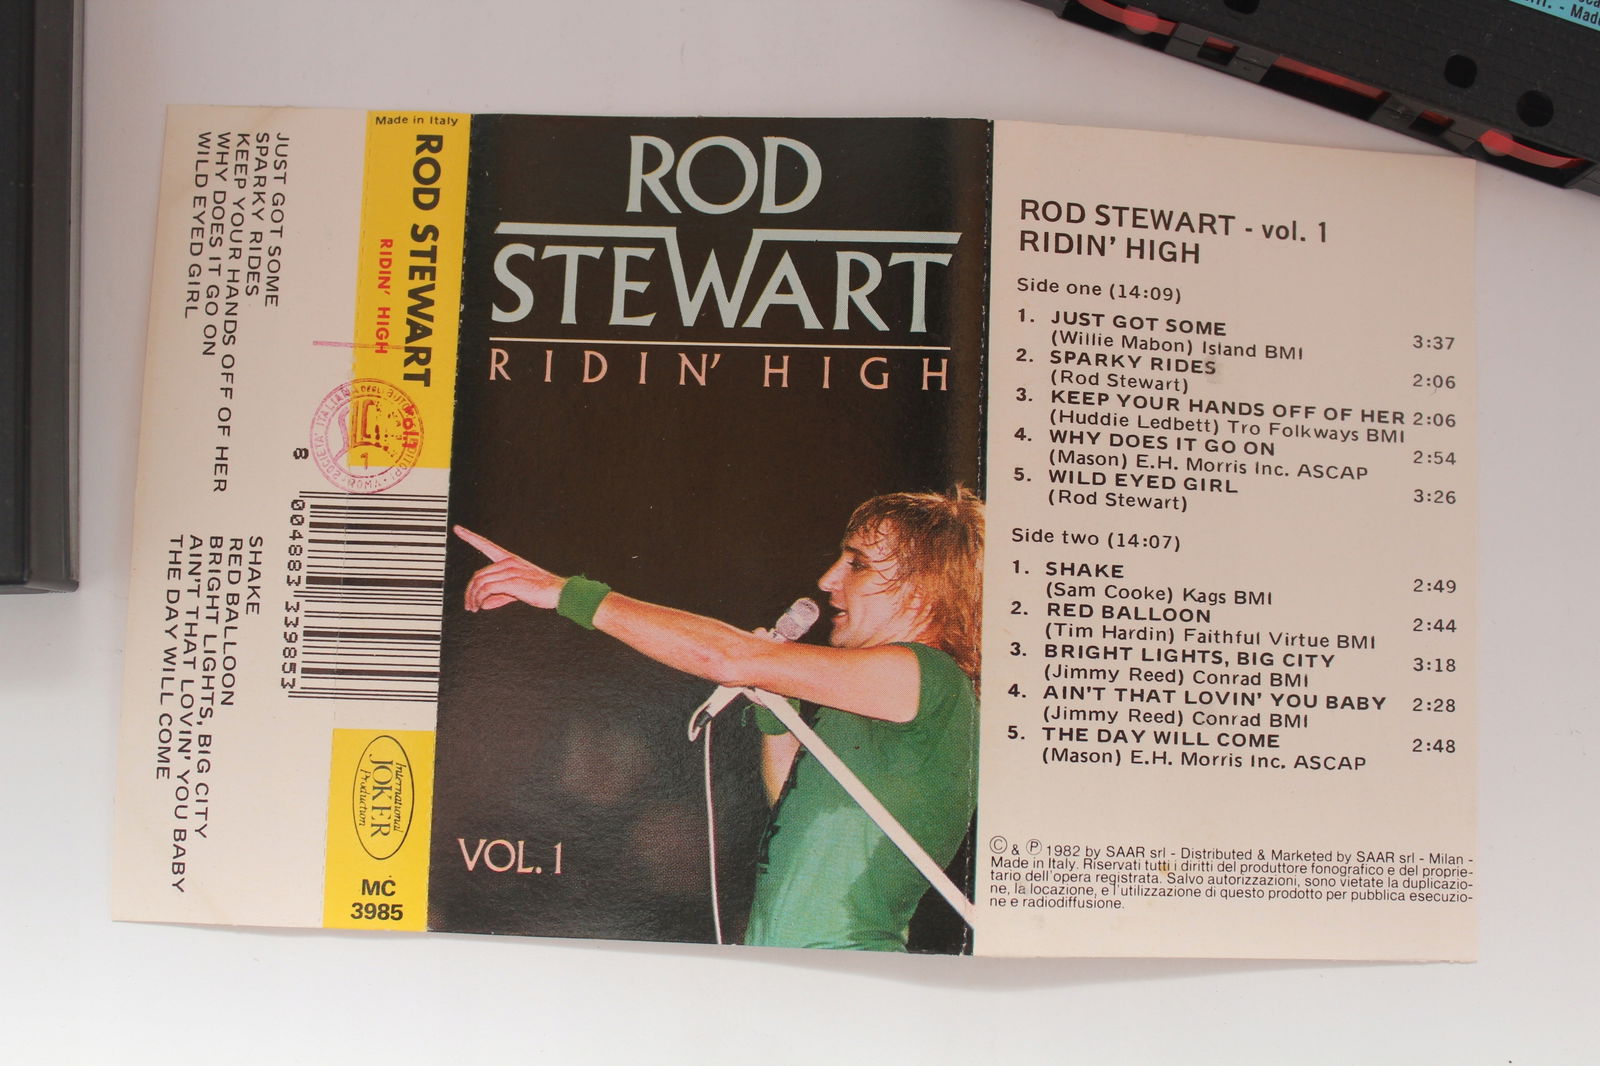 JUST GOT SOME
SPARKY RIDES
KEEP YOUR HANDS OFF OF HER
WHY DOES IT GO ON
WILD EYED GIRL
SHAKE
RED BALLOON
BRIGHT LIGHTS, BIG CITY
AIN'T THAT LOVIN' YOU BABY
THE DAY WILL COME
Made in Italy
ROD STEWART
RIDIN' HIGH
SOCIETA' ITALIANA DEGLI AUTORI EDITORI
ROMA
8 004883 339853
International
JOKER
Production
MC
3985
ROD
STEWART
RIDIN' HIGH
VOL. 1
ROD STEWART - vol. 1
RIDIN' HIGH
Side one (14:09)
1. JUST GOT SOME 3:37
(Willie Mabon) Island BMI
2. SPARKY RIDES 2:06
(Rod Stewart)
3. KEEP YOUR HANDS OFF OF HER 2:06
(Huddie Ledbett) Tro Folkways BMI
4. WHY DOES IT GO ON 2:54
(Mason) E.H. Morris Inc. ASCAP
5. WILD EYED GIRL 3:26
(Rod Stewart)
Side two (14:07)
1. SHAKE 2:49
(Sam Cooke) Kags BMI
2. RED BALLOON 2:44
(Tim Hardin) Faithful Virtue BMI
3. BRIGHT LIGHTS, BIG CITY 3:18
(Jimmy Reed) Conrad BMI
4. AIN'T THAT LOVIN' YOU BABY 2:28
(Jimmy Reed) Conrad BMI
5. THE DAY WILL COME 2:48
(Mason) E.H. Morris Inc. ASCAP
© & ℗ 1982 by SAAR srl - Distributed & Marketed by SAAR srl - Milan -
Made in Italy. Riservati tutti i diritti del produttore fonografico e del proprie-
tario dell'opera registrata. Salvo autorizzazioni, sono vietate la duplicazio-
ne, la locazione, e l'utilizzazione di questo prodotto per pubblica esecuzio-
ne e radiodiffusione.
- Made